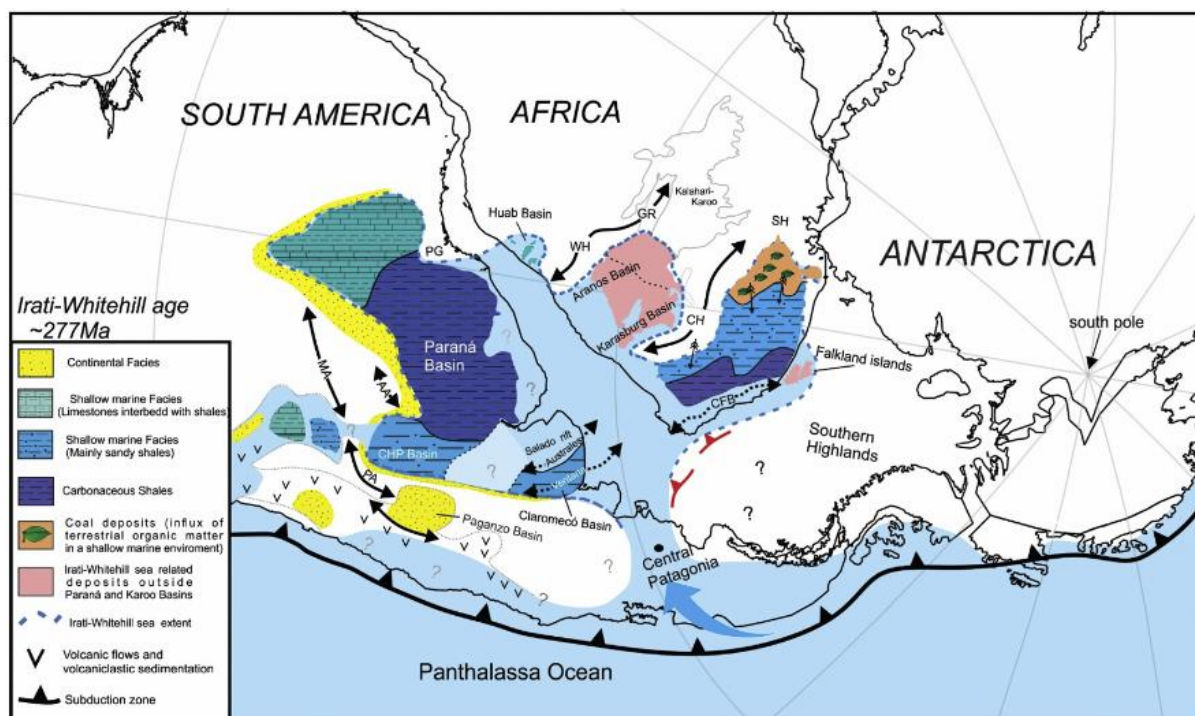 SOUTH AMERICA
AFRICA
ANTARCTICA
Kalahari-
Karoo
GR
SH
Huab Basin
WH
PG
Aranos Basin
Karasburg Basin
CH
south pole
Irati-Whitehill age
~277Ma
Paraná
Basin
MA
AA
?
Falkland islands
CFB
Continental Facies
Shallow marine Facies
(Limestones interbedd with shales)
Shallow marine Facies
(Mainly sandy shales)
Carbonaceous Shales
Coal deposits (influx of
terrestrial organic matter
in a shallow marine enviroment)
Irati-Whitehill sea related
deposits outside
Paraná and Karoo Basins
Irati-Whitehill sea extent
Volcanic flows and
volcaniclastic sedimentation
Subduction zone
?
CHP Basin
?
Salado rift
Australes
Ventania
Southern
Highlands
?
?
PA
Claromecó Basin
Paganzo Basin
?
?
?
Central
Patagonia
Panthalassa Ocean